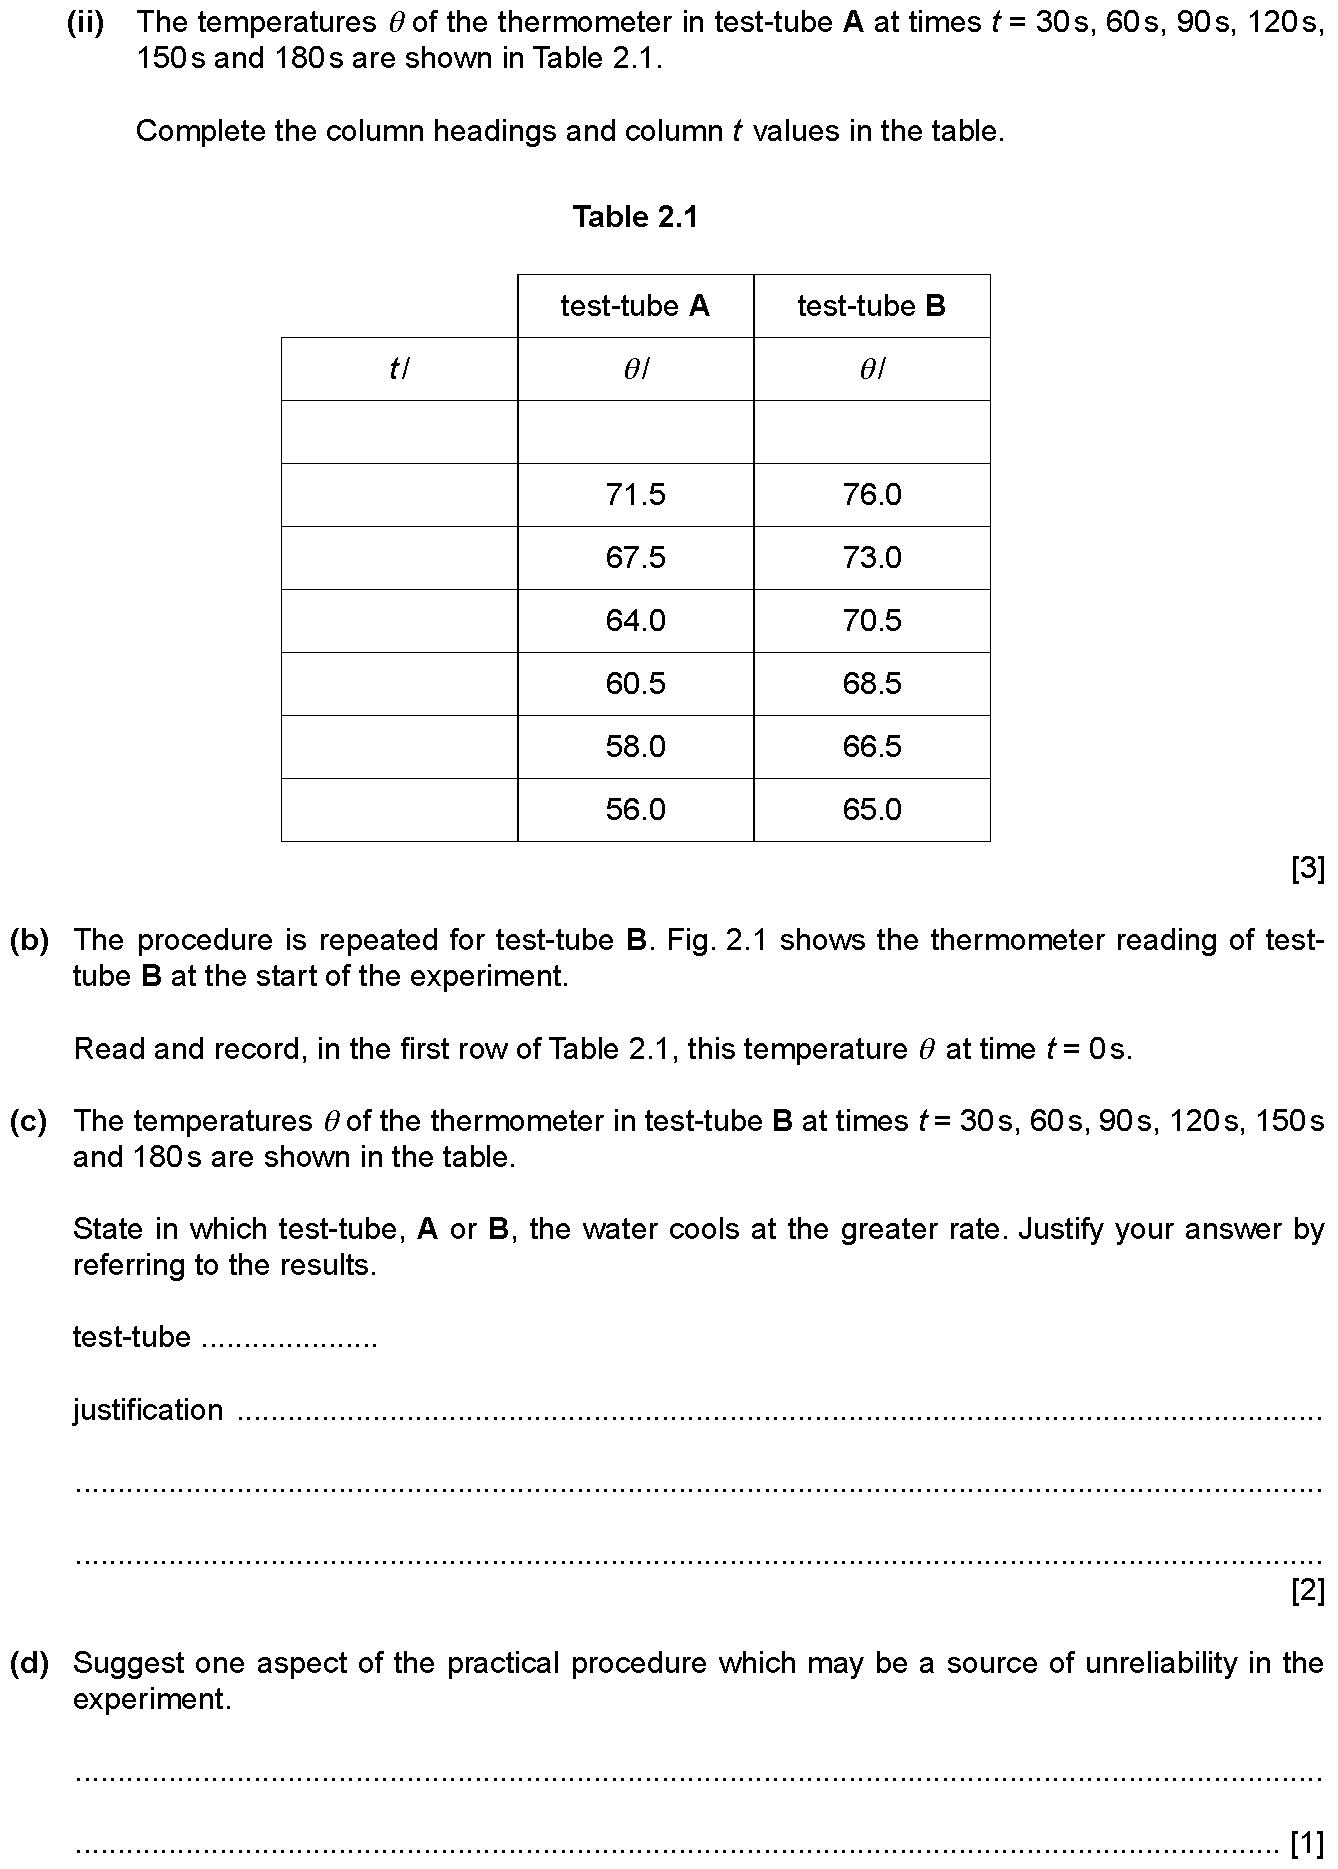 (ii) The temperatures θ of the thermometer in test-tube A at times t = 30 s, 60 s, 90 s, 120 s,
150 s and 180 s are shown in Table 2.1.
Complete the column headings and column t values in the table.
Table 2.1
test-tube A test-tube B
t/ θ/ θ/
71.5 76.0
67.5 73.0
64.0 70.5
60.5 68.5
58.0 66.5
56.0 65.0
[3]
(b) The procedure is repeated for test-tube B. Fig. 2.1 shows the thermometer reading of test-
tube B at the start of the experiment.
Read and record, in the first row of Table 2.1, this temperature θ at time t = 0 s.
(c) The temperatures θ of the thermometer in test-tube B at times t = 30 s, 60 s, 90 s, 120 s, 150 s
and 180 s are shown in the table.
State in which test-tube, A or B, the water cools at the greater rate. Justify your answer by
referring to the results.
test-tube .....................
justification ..................................................................................................................................
......................................................................................................................................................
......................................................................................................................................................
[2]
(d) Suggest one aspect of the practical procedure which may be a source of unreliability in the
experiment.
......................................................................................................................................................
................................................................................................................................................. [1]